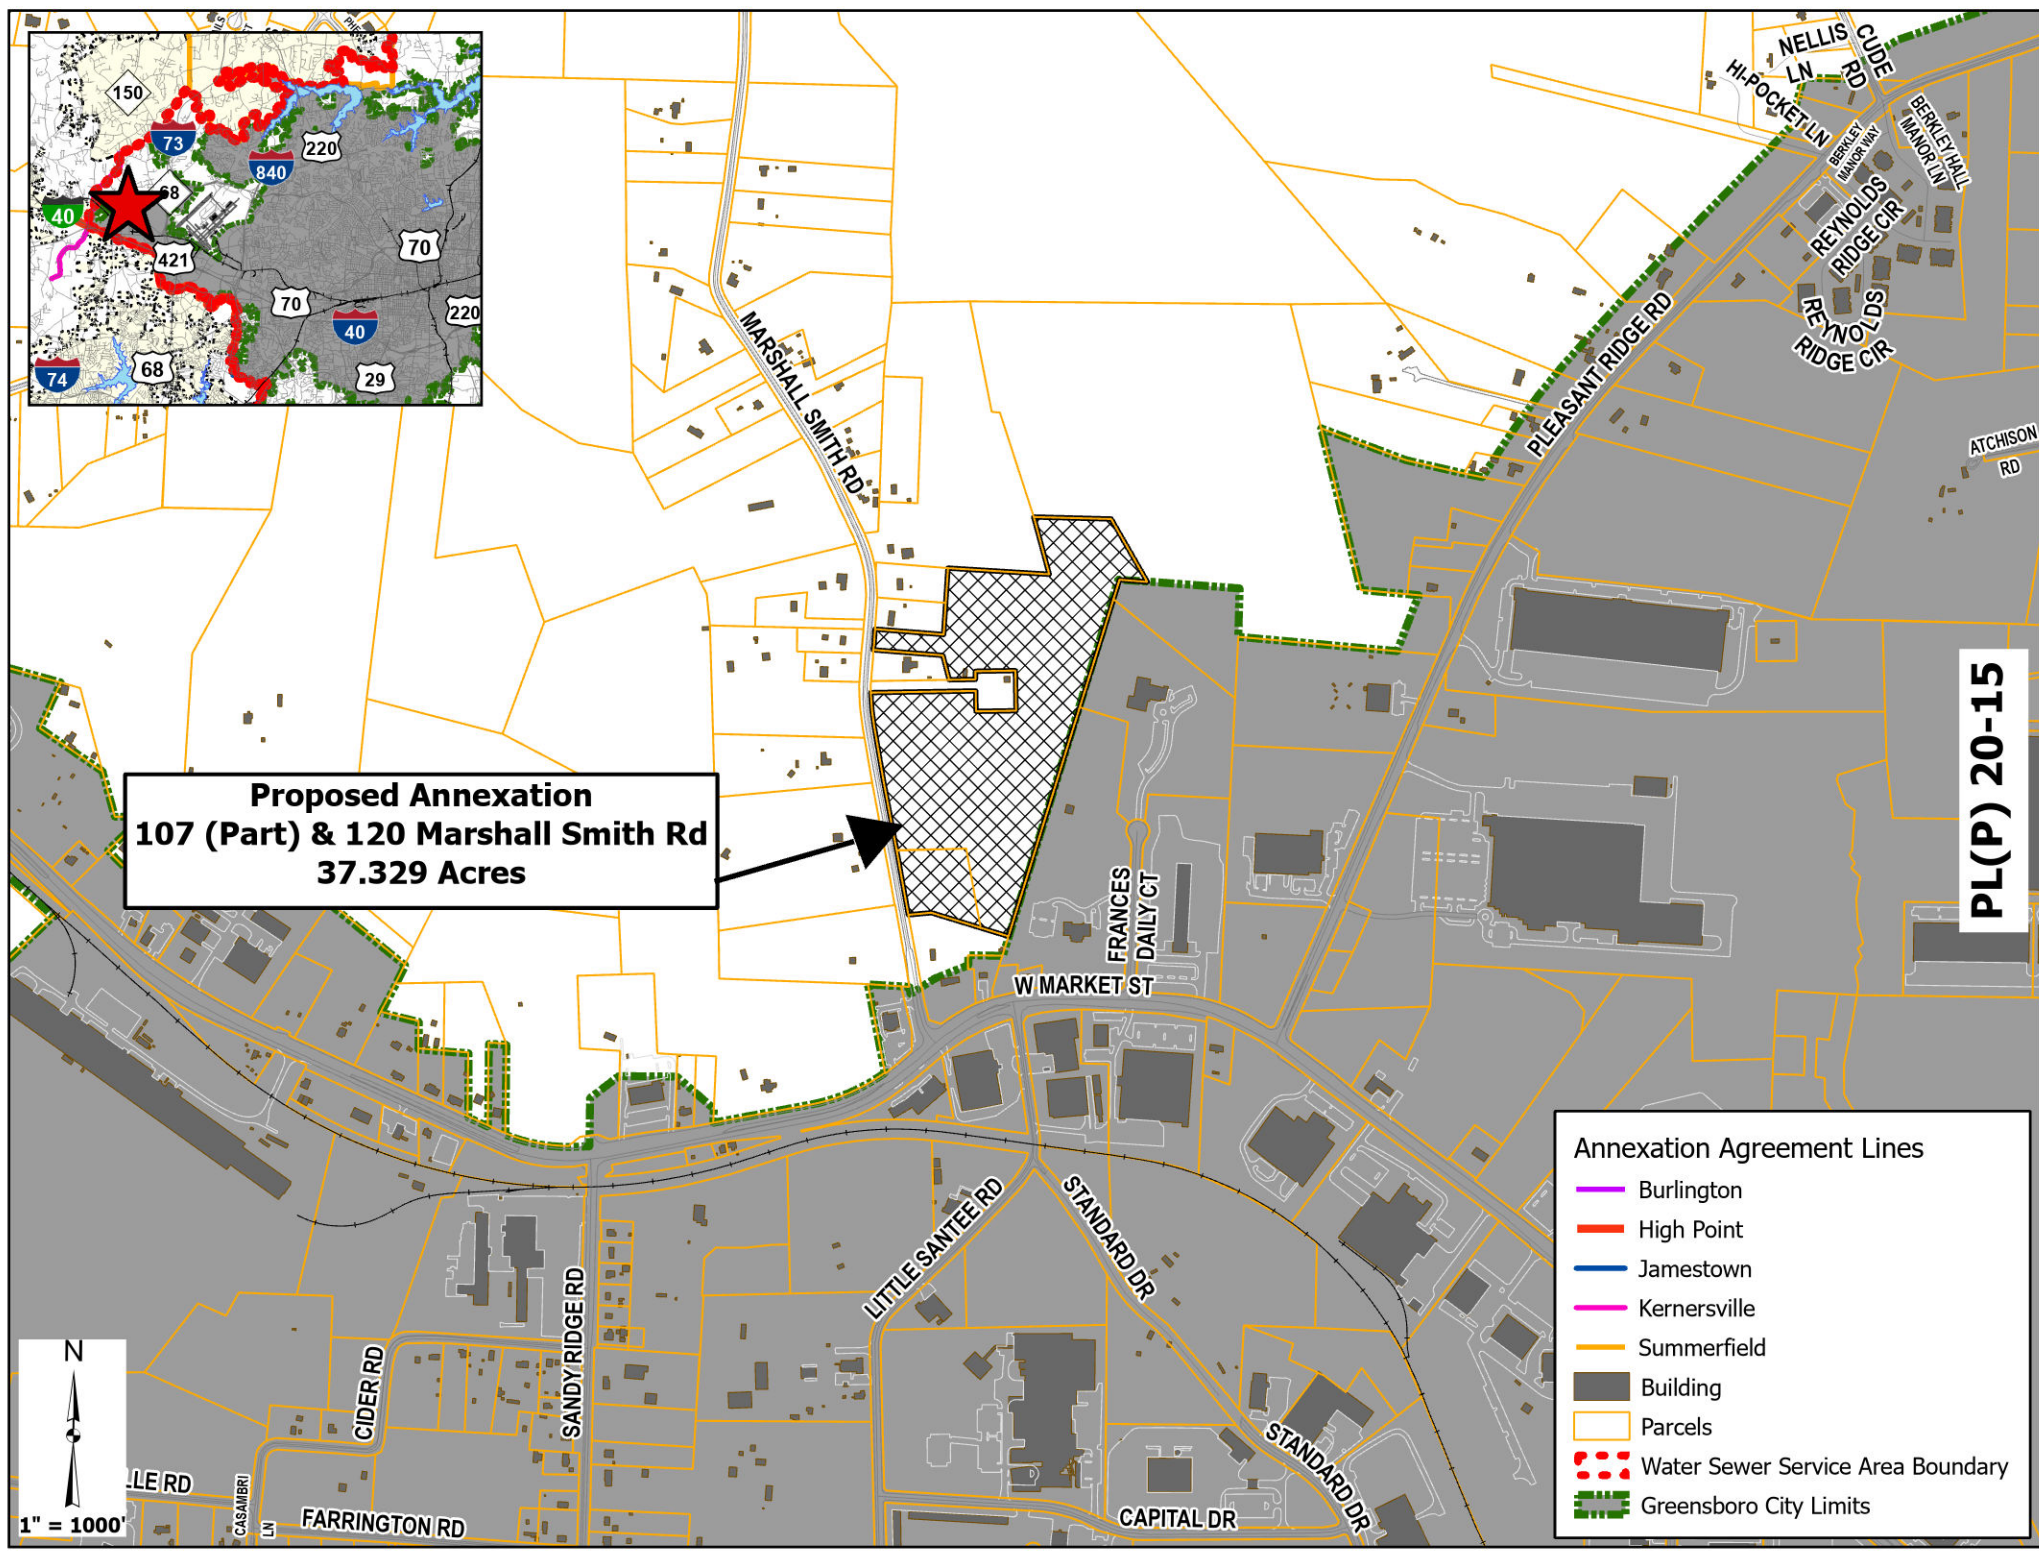 150
73
220
840
68
40
421
70
70
220
40
74
68
29
NELLIS
LN
CUDE
RD
HI-POCKET LN
BERKLEY
MANOR WAY
BERKLEY HALL
MANOR LN
REYNOLDS
RIDGE CIR
REYNOLDS
RIDGE CIR
MARSHALL SMITH RD
PLEASANT RIDGE RD
ATCHISON
RD
PL(P) 20-15
Proposed Annexation
107 (Part) & 120 Marshall Smith Rd
37.329 Acres
FRANCES
DAILY CT
W MARKET ST
LITTLE SANTEE RD
STANDARD DR
SANDY RIDGE RD
CIDER RD
STANDARD DR
LLE RD
CASAMBRI
LN
FARRINGTON RD
CAPITAL DR
N
1" = 1000'
Annexation Agreement Lines
Burlington
High Point
Jamestown
Kernersville
Summerfield
Building
Parcels
Water Sewer Service Area Boundary
Greensboro City Limits